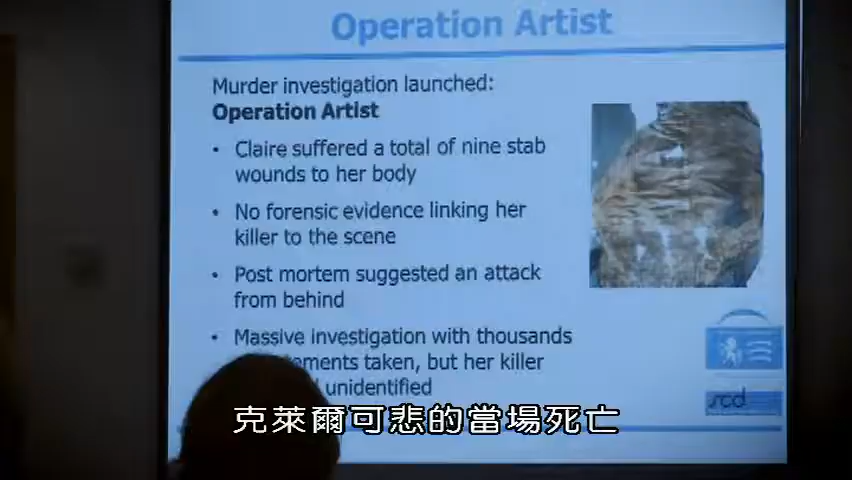 Operation Artist
Murder investigation launched:
Operation Artist
• Claire suffered a total of nine stab
wounds to her body
• No forensic evidence linking her
killer to the scene
• Post mortem suggested an attack
from behind
• Massive investigation with thousands
taken, but her killer
unidentified
scd
克萊爾可悲的當場死亡